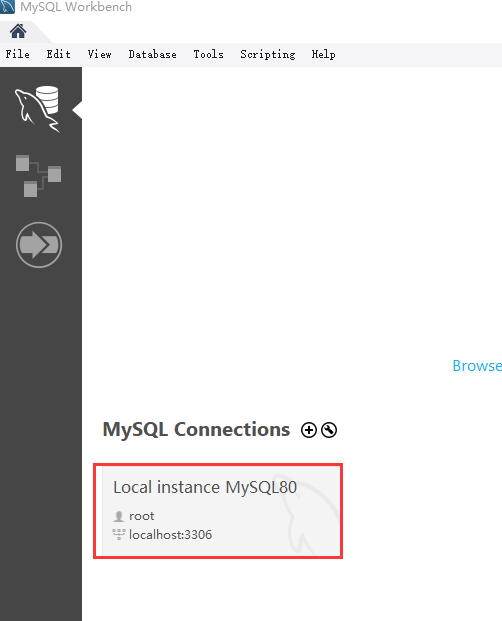 MySQL Workbench
File Edit View Database Tools Scripting Help
Browse
MySQL Connections
Local instance MySQL80
root
localhost:3306